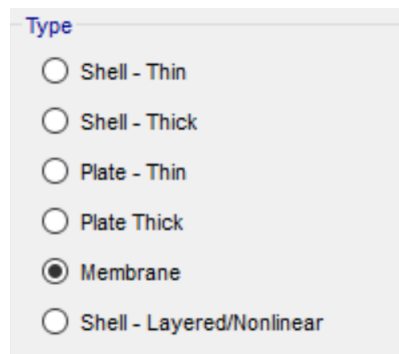 Type
Shell - Thin
Shell - Thick
Plate - Thin
Plate Thick
Membrane
Shell - Layered/Nonlinear